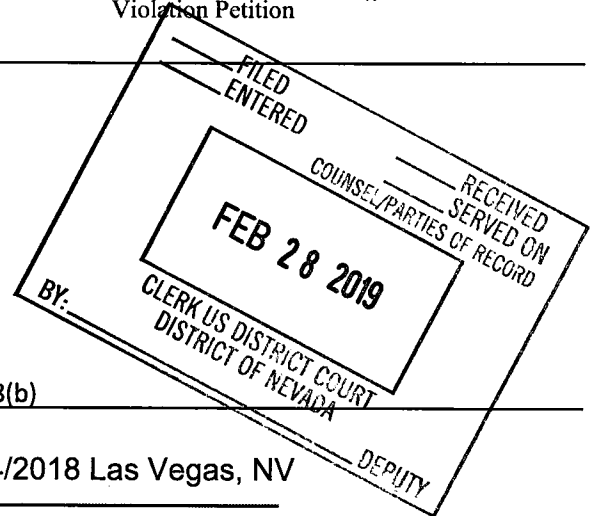 Violation Petition
FILED
ENTERED
RECEIVED
SERVED ON
COUNSEL/PARTIES OF RECORD
FEB 28 2019
CLERK US DISTRICT COURT
DISTRICT OF NEVADA
BY:
DEPUTY
(b)
/2018 Las Vegas, NV